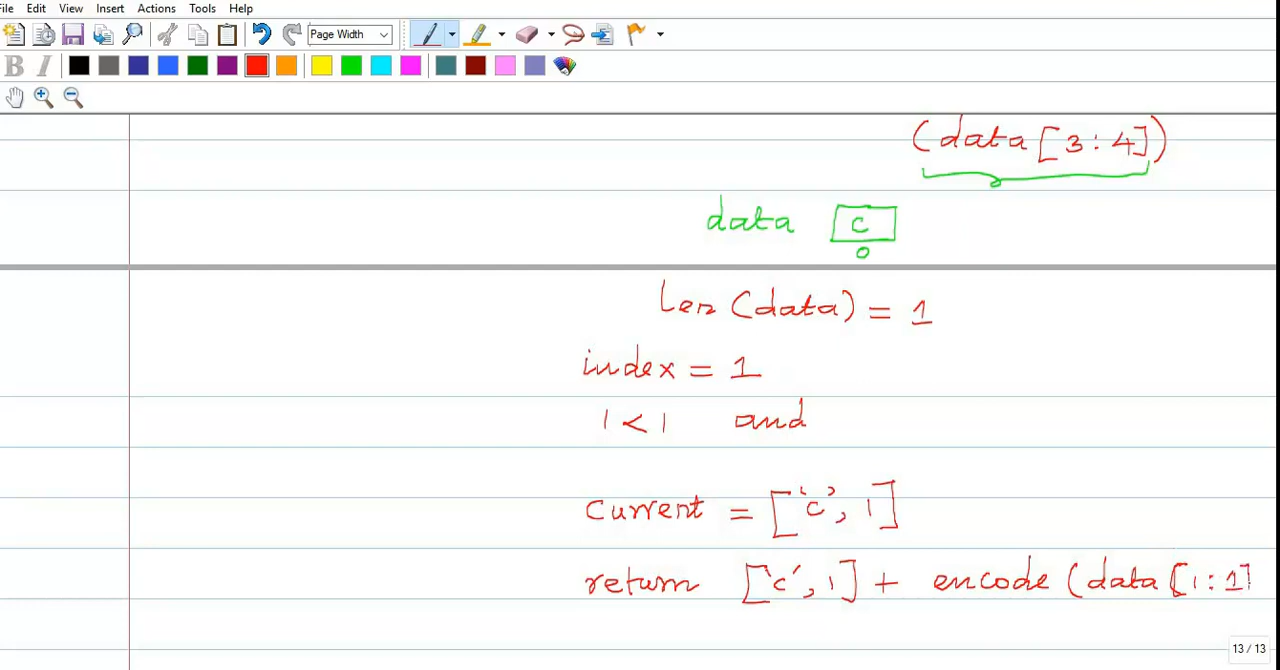 File Edit View Insert Actions Tools Help
Page Width
B I
(data[3:4])
data c
0
len(data) = 1
index = 1
1 < 1 and
current = ['c', 1]
return ['c', 1] + encode(data[1:1]
13 / 13